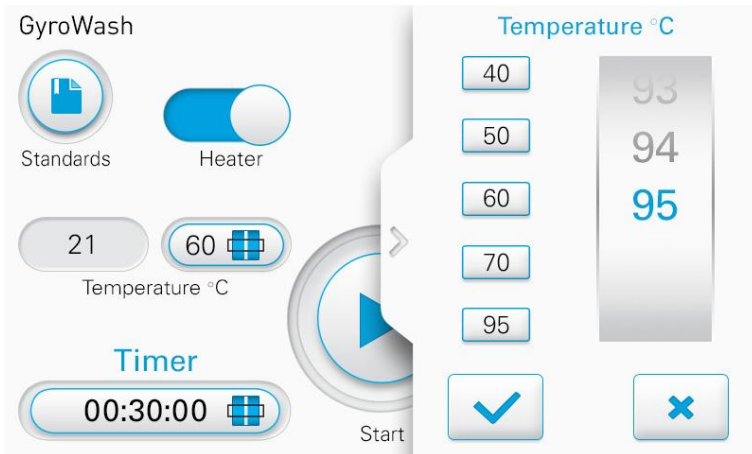 GyroWash
Standards
Heater
21
60
Temperature °C
Timer
00:30:00
Start
Temperature °C
40
50
60
70
95
93
94
95